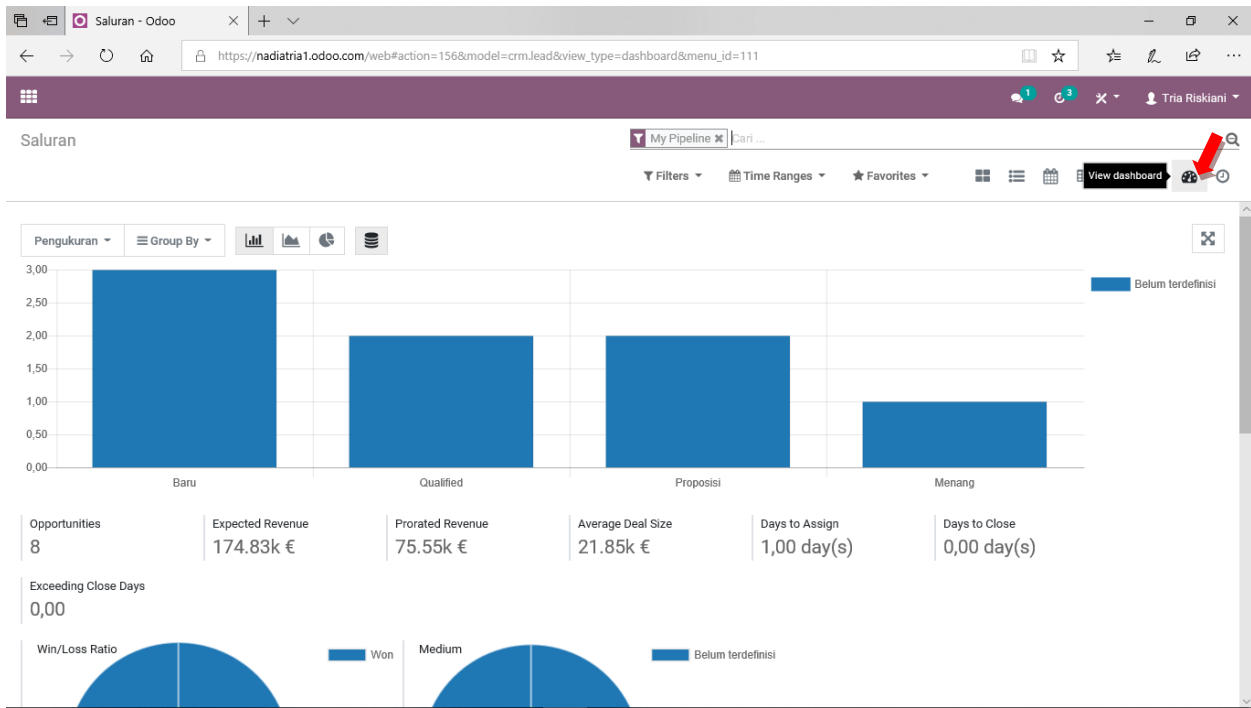 Saluran - Odoo
https://nadiatria1.odoo.com/web#action=156&model=crm.lead&view_type=dashboard&menu_id=111
1 3 Tria Riskiani
Saluran
My Pipeline Cari ...
Filters Time Ranges Favorites View dashboard
Pengukuran Group By
3,00
Belum terdefinisi
2,50
2,00
1,50
1,00
0,50
0,00
Baru Qualified Proposisi Menang
Opportunities Expected Revenue Prorated Revenue Average Deal Size Days to Assign Days to Close
8 174.83k € 75.55k € 21.85k € 1,00 day(s) 0,00 day(s)
Exceeding Close Days
0,00
Win/Loss Ratio Won Medium Belum terdefinisi